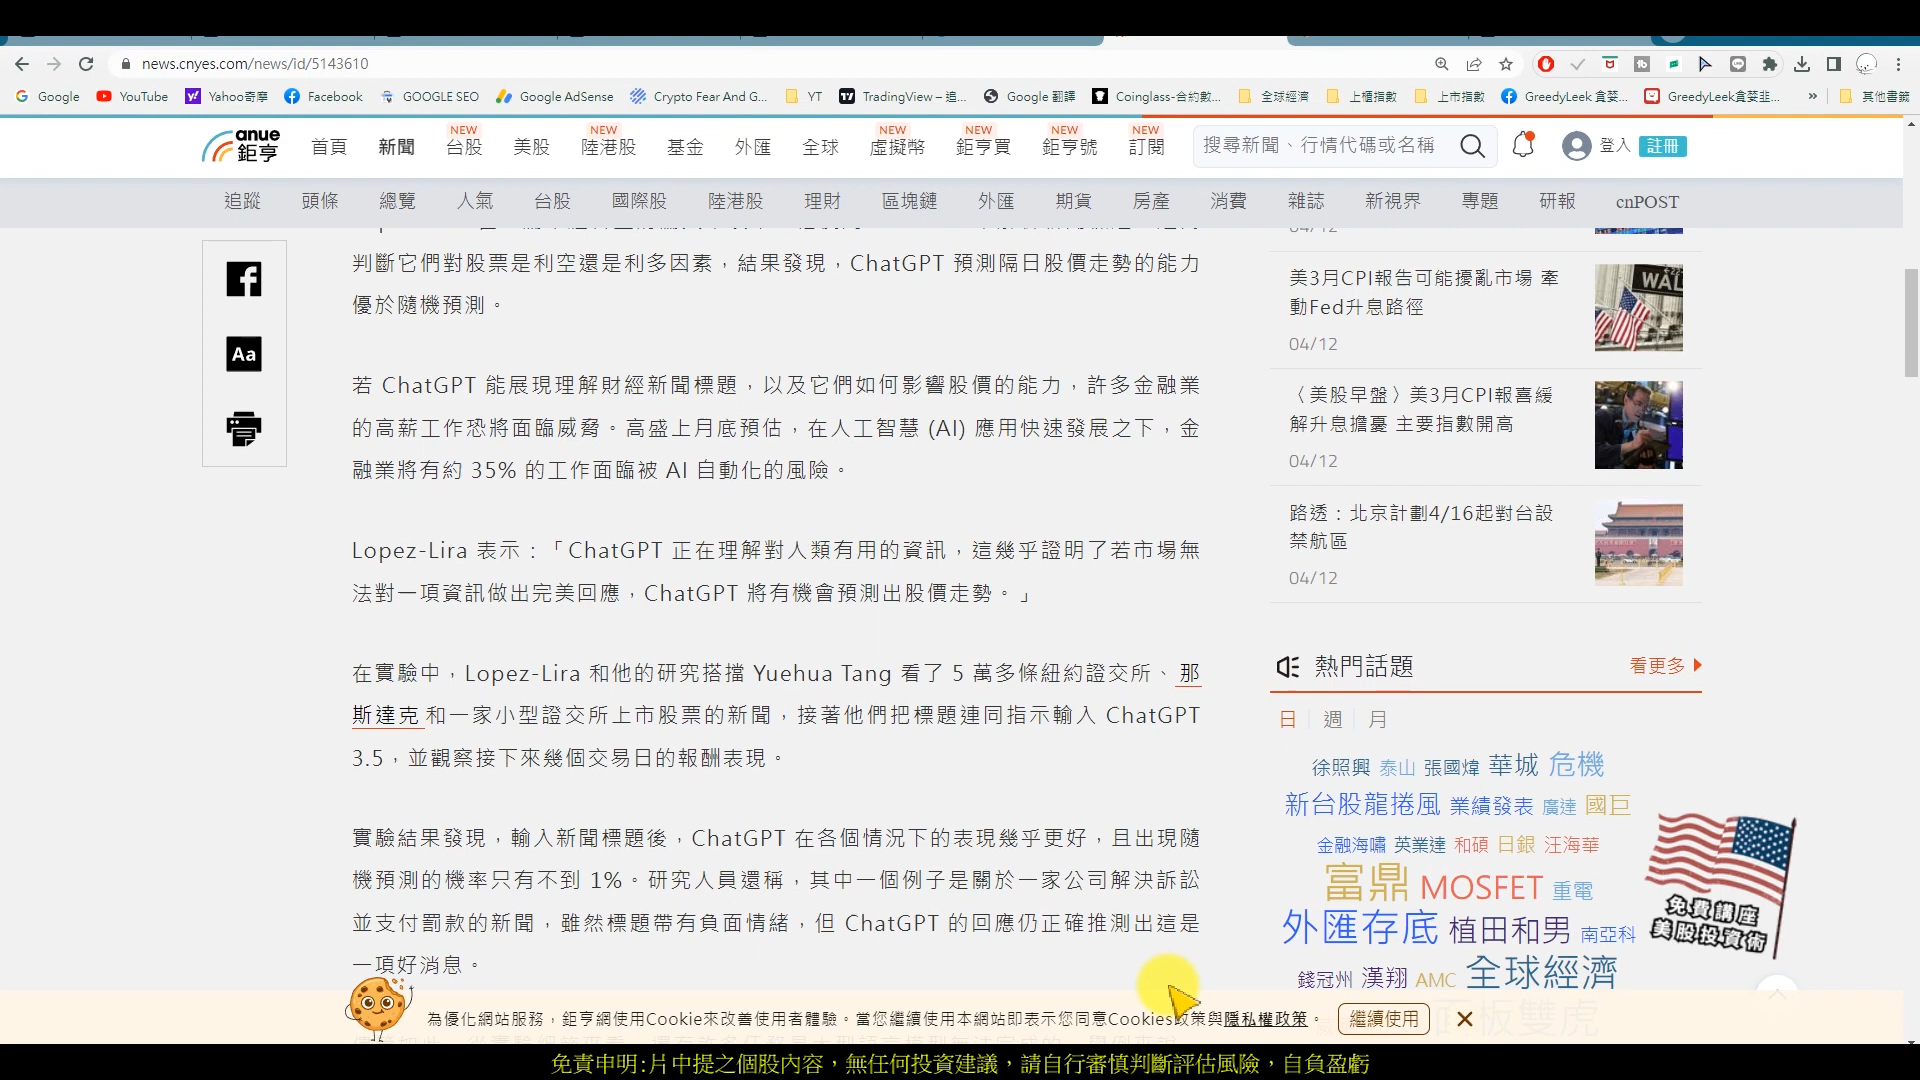 news.cnyes.com/news/id/5143610
Google YouTube Yahoo奇摩 Facebook GOOGLE SEO Google AdSense Crypto Fear And G... YT TradingView – 追... Google 翻譯 Coinglass-合約數... 全球經濟 上櫃指數 上市指數 GreedyLeek 貪婪... GreedyLeek貪婪韭... » 其他書籤
NEW NEW NEW NEW NEW NEW
anue
鉅亨
首頁 新聞 台股 美股 陸港股 基金 外匯 全球 虛擬幣 鉅亨買 鉅亨號 訂閱 搜尋新聞、行情代碼或名稱 登入 註冊
追蹤 頭條 總覽 人氣 台股 國際股 陸港股 理財 區塊鏈 外匯 期貨 房產 消費 雜誌 新視界 專題 研報 cnPOST
Aa
判斷它們對股票是利空還是利多因素，結果發現，ChatGPT 預測隔日股價走勢的能力
優於隨機預測。
若 ChatGPT 能展現理解財經新聞標題，以及它們如何影響股價的能力，許多金融業
的高薪工作恐將面臨威脅。高盛上月底預估，在人工智慧 (AI) 應用快速發展之下，金
融業將有約 35% 的工作面臨被 AI 自動化的風險。
Lopez-Lira 表示：「ChatGPT 正在理解對人類有用的資訊，這幾乎證明了若市場無
法對一項資訊做出完美回應，ChatGPT 將有機會預測出股價走勢。」
在實驗中，Lopez-Lira 和他的研究搭擋 Yuehua Tang 看了 5 萬多條紐約證交所、那
斯達克和一家小型證交所上市股票的新聞，接著他們把標題連同指示輸入 ChatGPT
3.5，並觀察接下來幾個交易日的報酬表現。
實驗結果發現，輸入新聞標題後，ChatGPT 在各個情況下的表現幾乎更好，且出現隨
機預測的機率只有不到 1%。研究人員還稱，其中一個例子是關於一家公司解決訴訟
並支付罰款的新聞，雖然標題帶有負面情緒，但 ChatGPT 的回應仍正確推測出這是
一項好消息。
04/12
美3月CPI報告可能擾亂市場 牽
動Fed升息路徑
04/12
WAL
〈美股早盤〉美3月CPI報喜緩
解升息擔憂 主要指數開高
04/12
路透：北京計劃4/16起對台設
禁航區
04/12
熱門話題 看更多
日 週 月
徐照興 泰山 張國煒 華城 危機
新台股龍捲風 業績發表 廣達 國巨
金融海嘯 英業達 和碩 日銀 汪海華
富鼎 MOSFET 重電
外匯存底 植田和男 南亞科
錢冠州 漢翔 AMC 全球經濟
面板雙虎
免費講座
美股投資術
為優化網站服務，鉅亨網使用Cookie來改善使用者體驗。當您繼續使用本網站即表示您同意Cookies政策與隱私權政策。 繼續使用
免責申明:片中提之個股內容，無任何投資建議，請自行審慎判斷評估風險，自負盈虧